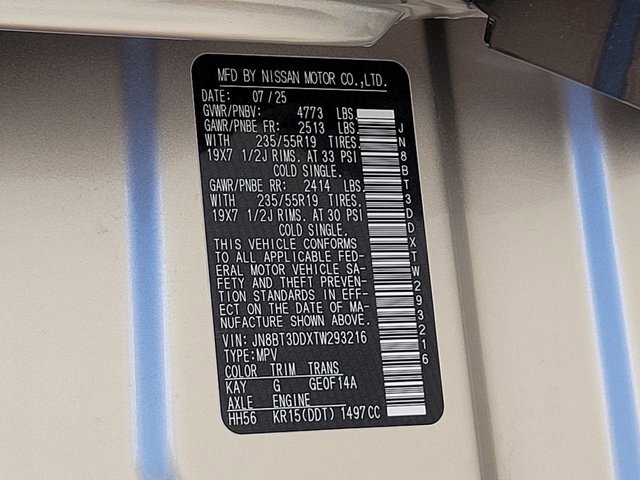 MFD BY NISSAN MOTOR CO.,LTD.
DATE: 07/25
GVWR/PNBV: 4773 LBS.
GAWR/PNBE FR: 2513 LBS.
WITH 235/55R19 TIRES.
19X7 1/2J RIMS. AT 33 PSI
COLD SINGLE.
GAWR/PNBE RR: 2414 LBS
WITH 235/55R19 TIRES.
19X7 1/2J RIMS. AT 30 PSI
COLD SINGLE.
THIS VEHICLE CONFORMS
TO ALL APPLICABLE FED-
ERAL MOTOR VEHICLE SA-
FETY AND THEFT PREVEN-
TION STANDARDS IN EFF-
ECT ON THE DATE OF MA-
NUFACTURE SHOWN ABOVE.
VIN: JN8BT3DDXTW293216
TYPE:MPV
COLOR TRIM TRANS
KAY G GEOF14A
AXLE ENGINE
HH56 KR15(DDT) 1497CC
JN8BT3DDXTW293216